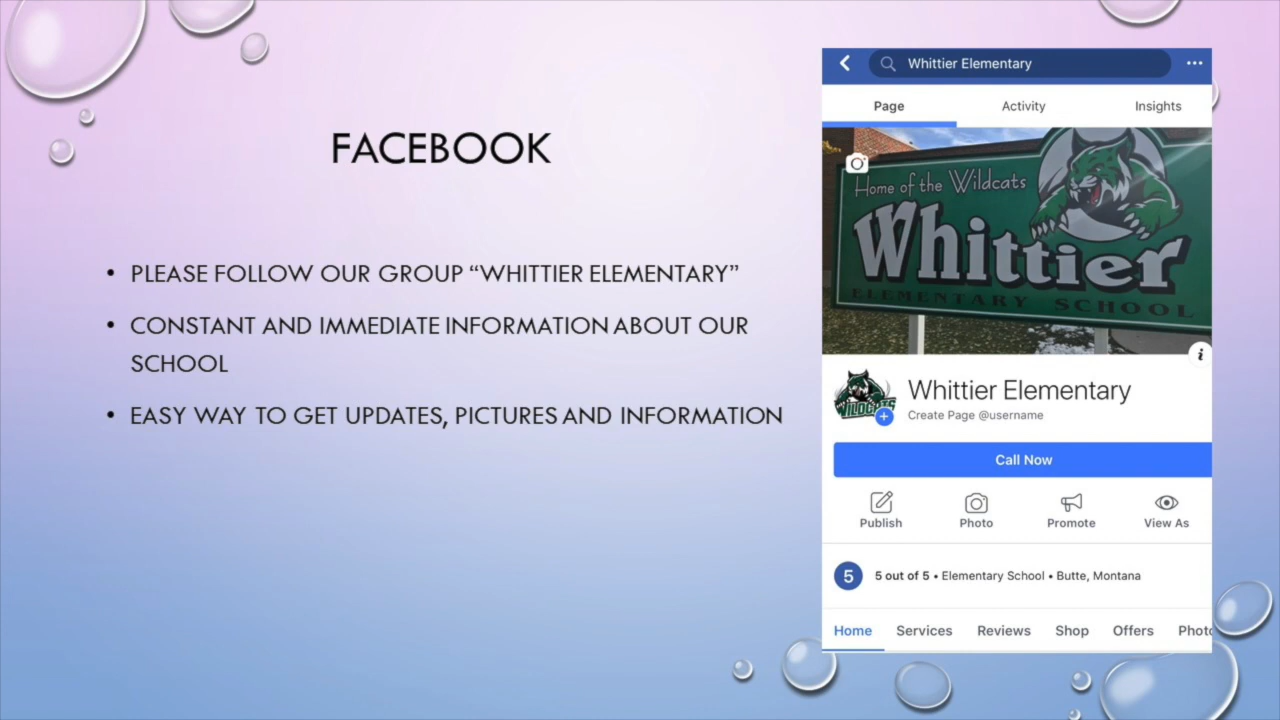 FACEBOOK
• PLEASE FOLLOW OUR GROUP “WHITTIER ELEMENTARY”
• CONSTANT AND IMMEDIATE INFORMATION ABOUT OUR
SCHOOL
• EASY WAY TO GET UPDATES, PICTURES AND INFORMATION
Whittier Elementary
Page Activity Insights
Home of the Wildcats
Whittier
ELEMENTARY SCHOOL
WILDCATS
Whittier Elementary
Create Page @username
Call Now
Publish Photo Promote View As
5 5 out of 5 • Elementary School • Butte, Montana
Home Services Reviews Shop Offers Photo